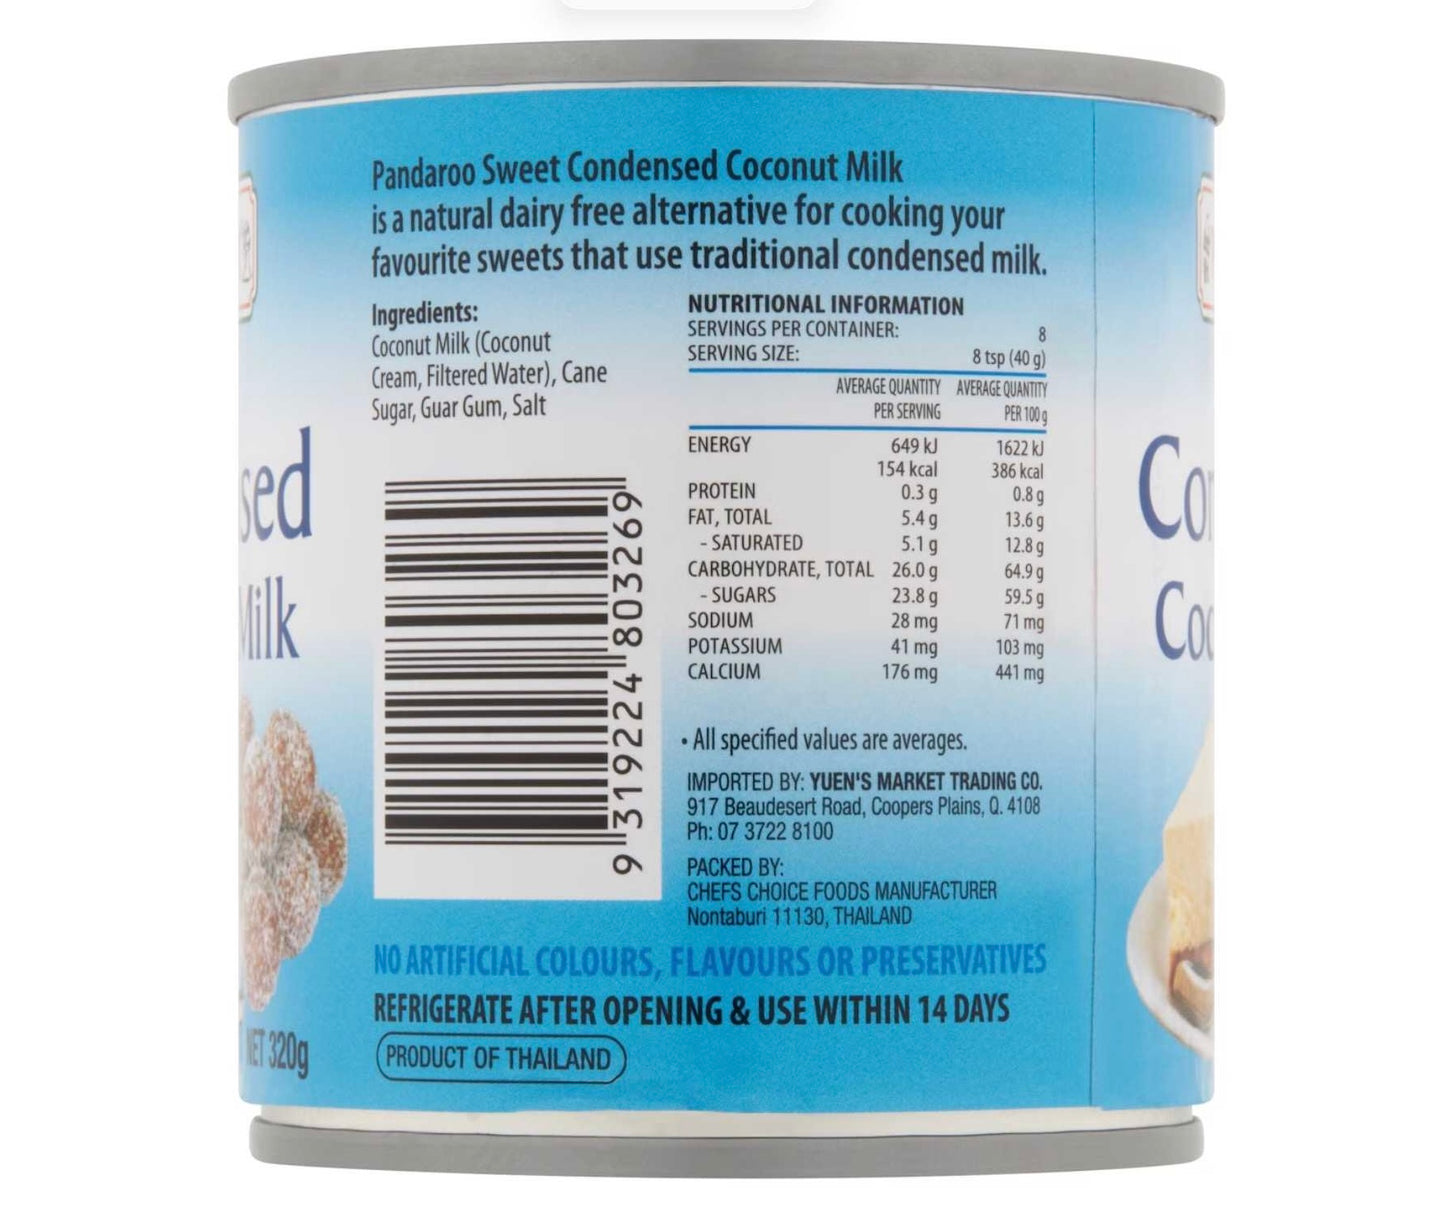 Pandaroo Sweet Condensed Coconut Milk
is a natural dairy free alternative for cooking your
favourite sweets that use traditional condensed milk.
Ingredients:
Coconut Milk (Coconut
Cream, Filtered Water), Cane
Sugar, Guar Gum, Salt
NUTRITIONAL INFORMATION
SERVINGS PER CONTAINER: 8
SERVING SIZE: 8 tsp (40 g)
AVERAGE QUANTITY AVERAGE QUANTITY
PER SERVING PER 100 g
ENERGY 649 kJ 1622 kJ
154 kcal 386 kcal
PROTEIN 0.3 g 0.8 g
FAT, TOTAL 5.4 g 13.6 g
- SATURATED 5.1 g 12.8 g
CARBOHYDRATE, TOTAL 26.0 g 64.9 g
- SUGARS 23.8 g 59.5 g
SODIUM 28 mg 71 mg
POTASSIUM 41 mg 103 mg
CALCIUM 176 mg 441 mg
• All specified values are averages.
IMPORTED BY: YUEN'S MARKET TRADING CO.
917 Beaudesert Road, Coopers Plains, Q. 4108
Ph: 07 3722 8100
PACKED BY:
CHEFS CHOICE FOODS MANUFACTURER
Nontaburi 11130, THAILAND
9 319224 803269
NO ARTIFICIAL COLOURS, FLAVOURS OR PRESERVATIVES
REFRIGERATE AFTER OPENING & USE WITHIN 14 DAYS
PRODUCT OF THAILAND
sed
Milk
NET 320g
Con
Coc